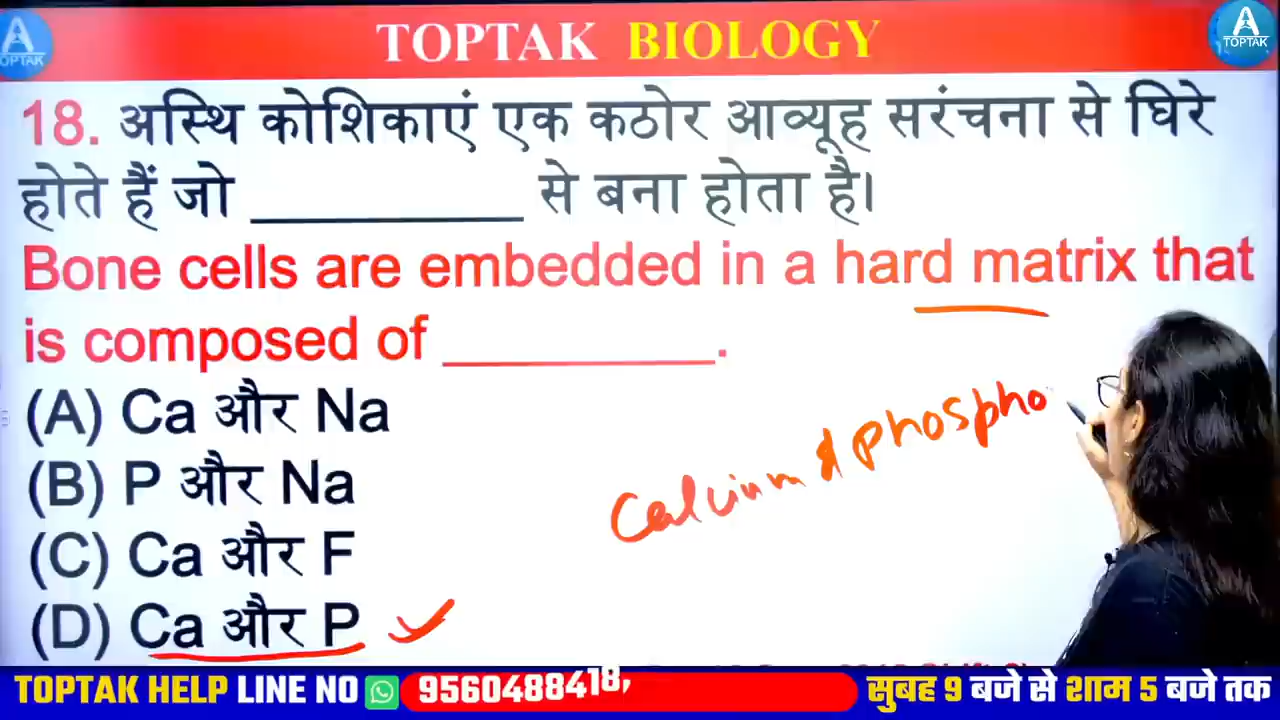 TOPTAK BIOLOGY
A
TOPTAK
A
TOPTAK
18. अस्थि कोशिकाएं एक कठोर आव्यूह सरंचना से घिरे
होते हैं जो __________ से बना होता है।
Bone cells are embedded in a hard matrix that
is composed of __________.
(A) Ca और Na
(B) P और Na
(C) Ca और F
(D) Ca और P
Calcium & phospho
TOPTAK HELP LINE NO 9560488418,
सुबह 9 बजे से शाम 5 बजे तक